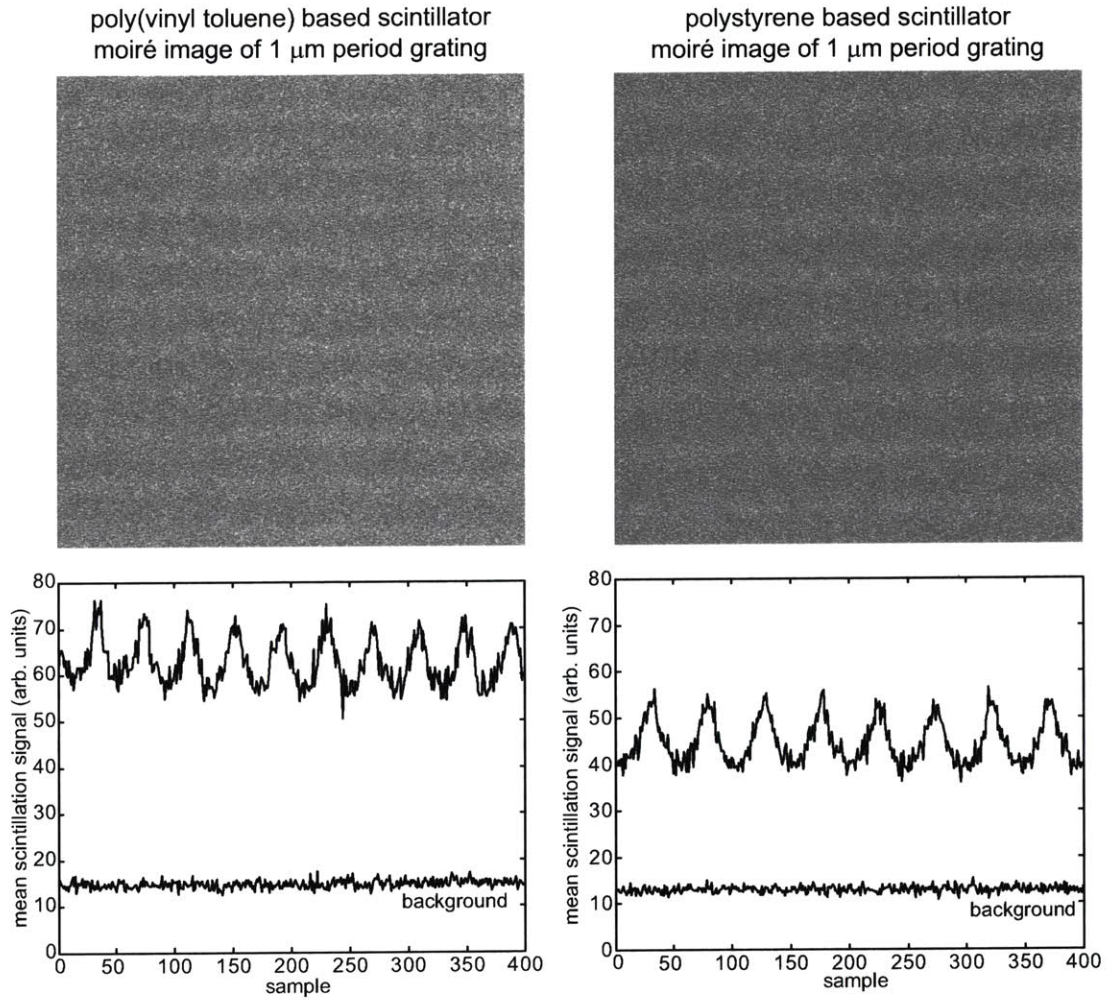 poly(vinyl toluene) based scintillator
moiré image of 1 μm period grating
polystyrene based scintillator
moiré image of 1 μm period grating
mean scintillation signal (arb. units)
80
70
60
50
40
30
20
10
0
background
0 50 100 150 200 250 300 350 400
sample
mean scintillation signal (arb. units)
80
70
60
50
40
30
20
10
0
background
0 50 100 150 200 250 300 350 400
sample